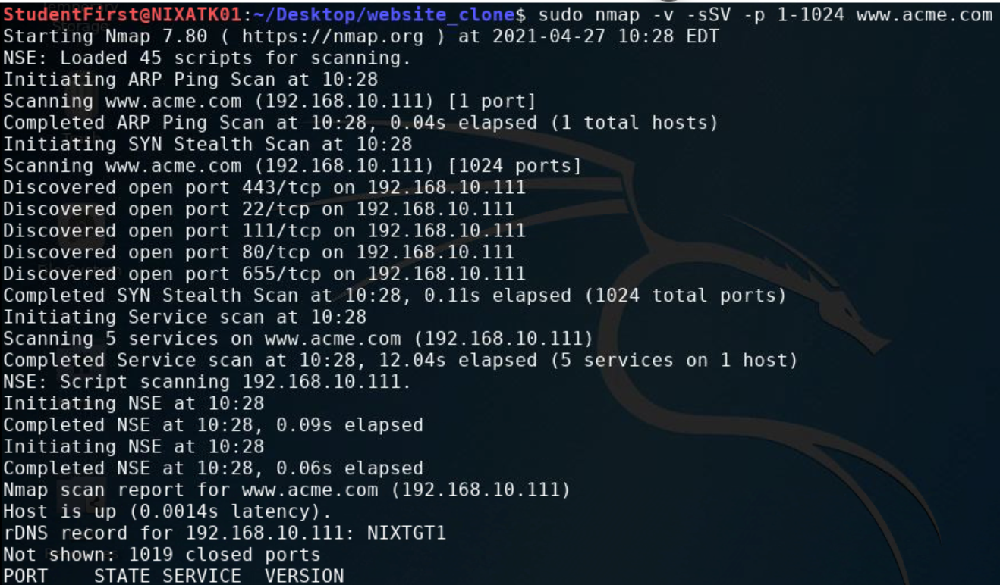 StudentFirst@NIXATK01:~/Desktop/website_clone$ sudo nmap -v -sSV -p 1-1024 www.acme.com
Starting Nmap 7.80 ( https://nmap.org ) at 2021-04-27 10:28 EDT
NSE: Loaded 45 scripts for scanning.
Initiating ARP Ping Scan at 10:28
Scanning www.acme.com (192.168.10.111) [1 port]
Completed ARP Ping Scan at 10:28, 0.04s elapsed (1 total hosts)
Initiating SYN Stealth Scan at 10:28
Scanning www.acme.com (192.168.10.111) [1024 ports]
Discovered open port 443/tcp on 192.168.10.111
Discovered open port 22/tcp on 192.168.10.111
Discovered open port 111/tcp on 192.168.10.111
Discovered open port 80/tcp on 192.168.10.111
Discovered open port 655/tcp on 192.168.10.111
Completed SYN Stealth Scan at 10:28, 0.11s elapsed (1024 total ports)
Initiating Service scan at 10:28
Scanning 5 services on www.acme.com (192.168.10.111)
Completed Service scan at 10:28, 12.04s elapsed (5 services on 1 host)
NSE: Script scanning 192.168.10.111.
Initiating NSE at 10:28
Completed NSE at 10:28, 0.09s elapsed
Initiating NSE at 10:28
Completed NSE at 10:28, 0.06s elapsed
Nmap scan report for www.acme.com (192.168.10.111)
Host is up (0.0014s latency).
rDNS record for 192.168.10.111: NIXTGT1
Not shown: 1019 closed ports
PORT    STATE SERVICE  VERSION